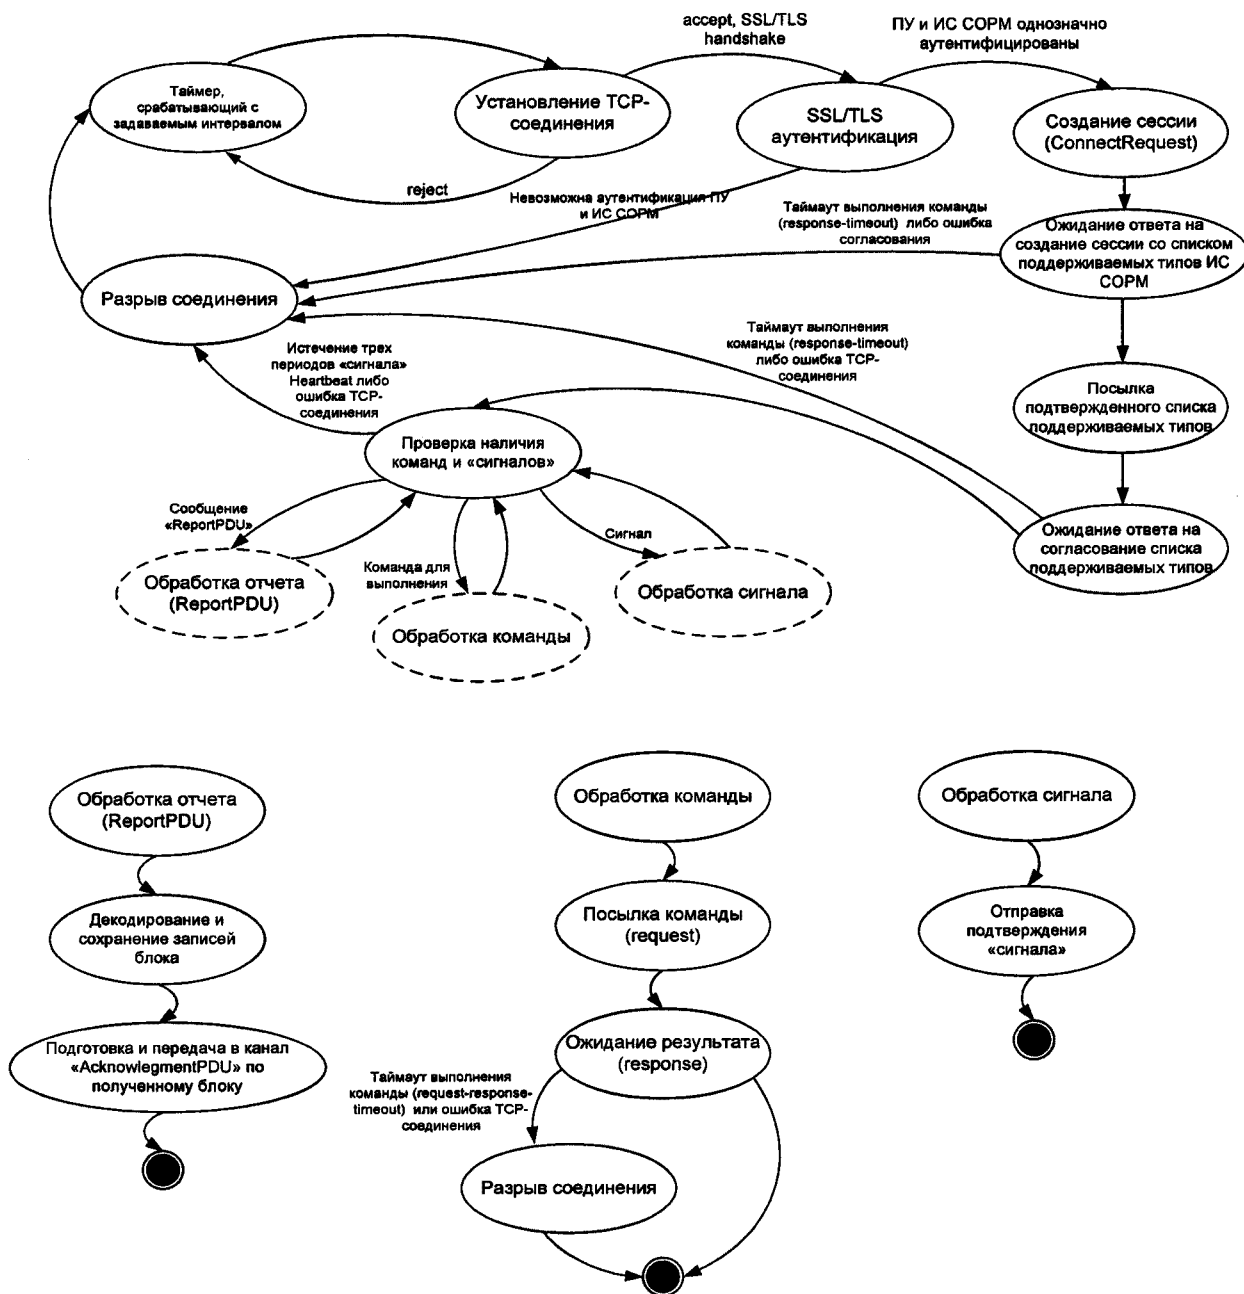 accept, SSL/TLS
handshake
ПУ и ИС СОРМ однозначно
аутентифицированы
Таймер,
срабатывающий с
задаваемым интервалом
Установление TCP-
соединения
SSL/TLS
аутентификация
Создание сессии
(ConnectRequest)
reject
Невозможна аутентификация ПУ
и ИС СОРМ
Таймаут выполнения команды
(response-timeout) либо ошибка
согласования
Ожидание ответа на
создание сессии со списком
поддерживаемых типов ИС
СОРМ
Разрыв соединения
Истечение трех
периодов «сигнала»
Heartbeat либо
ошибка TCP-
соединения
Таймаут выполнения
команды (response-timeout)
либо ошибка TCP-
соединения
Посылка
подтвержденного списка
поддерживаемых типов
Проверка наличия
команд и «сигналов»
Сообщение
«ReportPDU»
Сигнал
Ожидание ответа на
согласование списка
поддерживаемых типов
Команда для
выполнения
Обработка отчета
(ReportPDU)
Обработка команды
Обработка сигнала
Обработка отчета
(ReportPDU)
Декодирование и
сохранение записей
блока
Подготовка и передача в канал
«AcknowlegmentPDU» по
полученному блоку
Обработка команды
Посылка команды
(request)
Ожидание результата
(response)
Таймаут выполнения
команды (request-response-
timeout) или ошибка TCP-
соединения
Разрыв соединения
Обработка сигнала
Отправка
подтверждения
«сигнала»